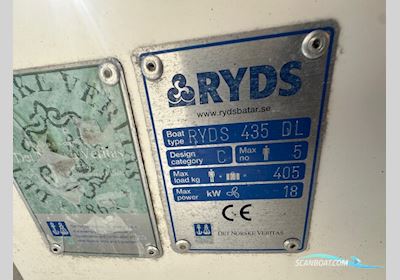 RYDS
www.rydsbatar.se
Boat type RYDS 435 DL
Design category C Max no 5
Max load kg 405
Max power kW 18
CE
DET NORSKE VERITAS
SCANBOAT.COM